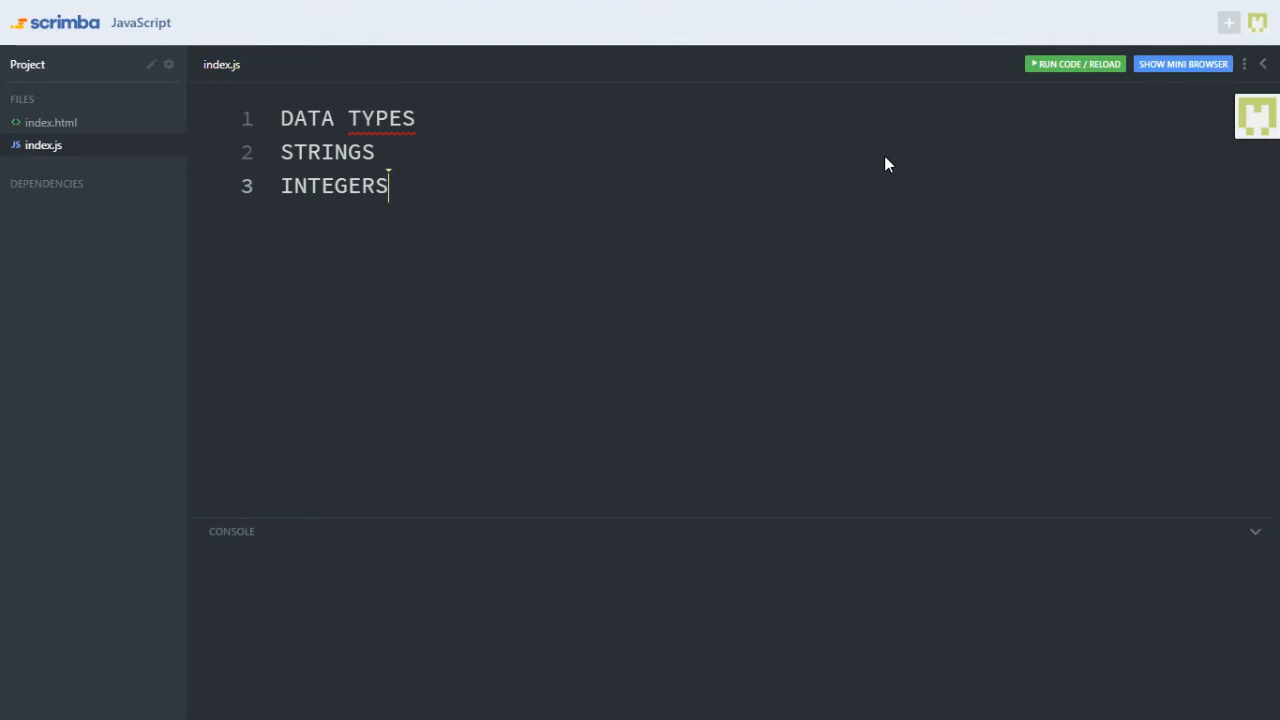 scrimba JavaScript
Project
index.js
RUN CODE / RELOAD
SHOW MINI BROWSER
FILES
<> index.html
JS index.js
DEPENDENCIES
1 DATA TYPES
2 STRINGS
3 INTEGERS
CONSOLE